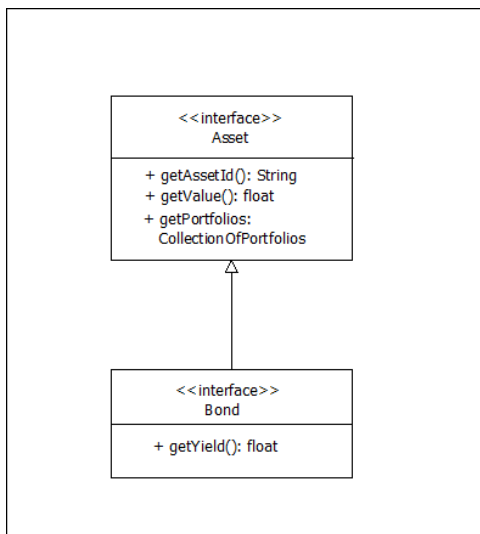 <<interface>>
Asset
+ getAssetId(): String
+ getValue(): float
+ getPortfolios:
CollectionOfPortfolios
<<interface>>
Bond
+ getYield(): float